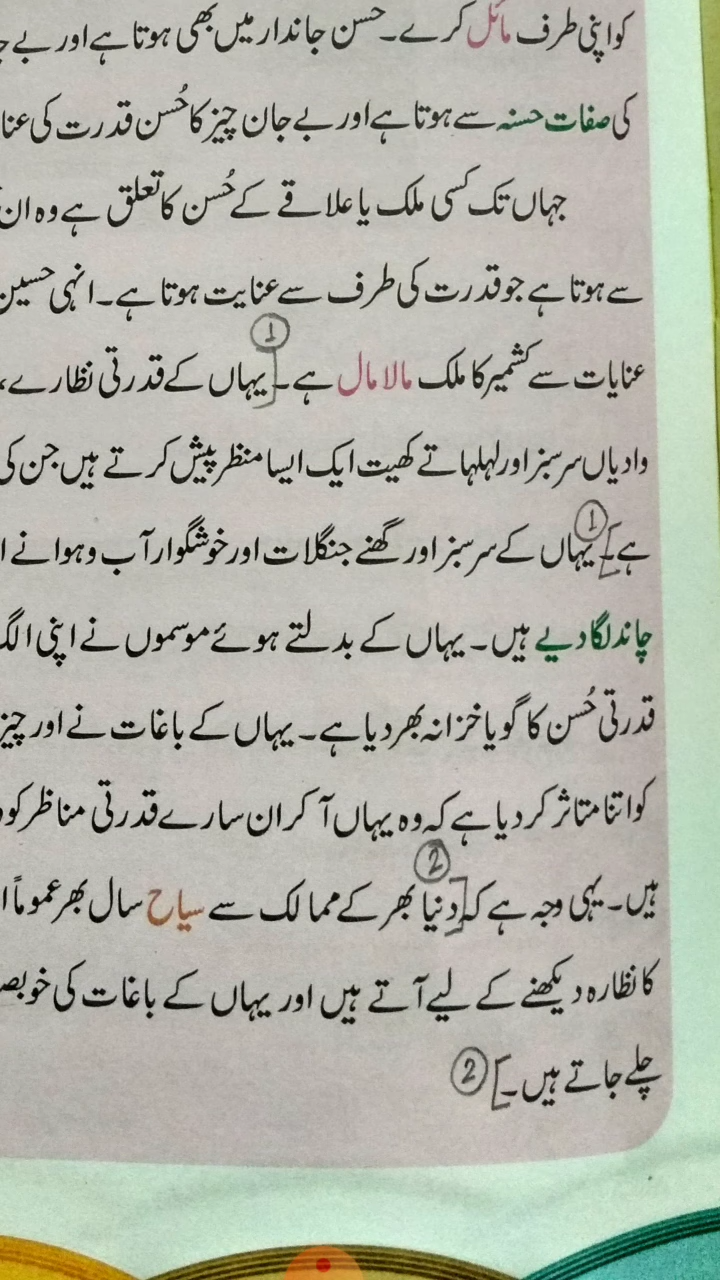 کو اپنی طرف مائل کرے۔ حسن جاندار میں بھی ہوتا ہے اور بے
کی صفات حسنہ سے ہوتا ہے اور بے جان چیز کا حُسن قدرت کی
جہاں تک کسی ملک یا علاقے کے حُسن کا تعلق ہے وہ ان
سے ہوتا ہے جو قدرت کی طرف سے عنایت ہوتا ہے۔ انہی حسین
1
عنایات سے کشمیر کا ملک مالا مال ہے۔ [یہاں کے قدرتی نظارے،
وادیاں سرسبز اور لہلہاتے کھیت ایک ایسا منظر پیش کرتے ہیں جن کی
1
ہے۔] یہاں کے سرسبز اور گھنے جنگلات اور خوشگوار آب و ہوا نے
چاند لگا دیے ہیں۔ یہاں کے بدلتے ہوئے موسموں نے اپنی
قدرتی حُسن کا گویا خزانہ بھر دیا ہے۔ یہاں کے باغات نے اور
کو اتنا متاثر کر دیا ہے کہ وہ یہاں آ کر ان سارے قدرتی مناظر کو
2
ہیں۔ یہی وجہ ہے کہ [دنیا بھر کے ممالک سے سیاح سال بھر عموماً
کا نظارہ دیکھنے کے لیے آتے ہیں اور یہاں کے باغات کی
چلے جاتے ہیں۔] 2